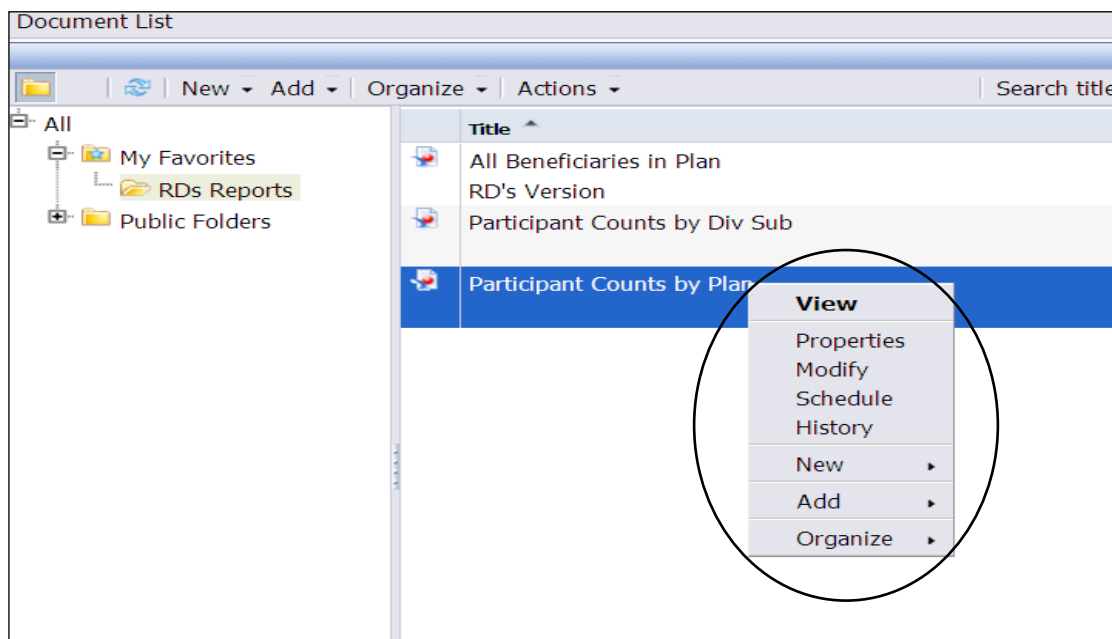 Document List
New Add Organize Actions Search title
All
My Favorites
RDs Reports
Public Folders
Title
All Beneficiaries in Plan
RD's Version
Participant Counts by Div Sub
Participant Counts by Plan
View
Properties
Modify
Schedule
History
New
Add
Organize